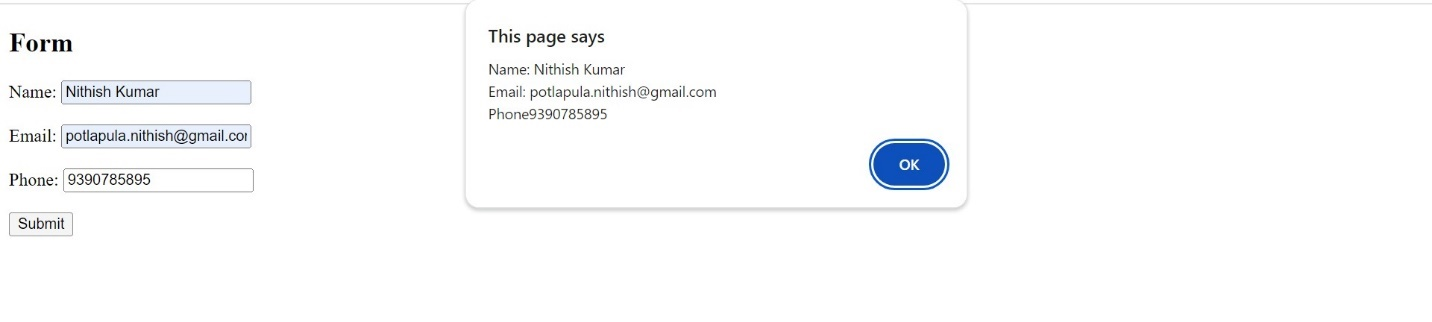 Form
Name: Nithish Kumar
Email: potlapula.nithish@gmail.cor
Phone: 9390785895
Submit
This page says
Name: Nithish Kumar
Email: potlapula.nithish@gmail.com
Phone9390785895
OK